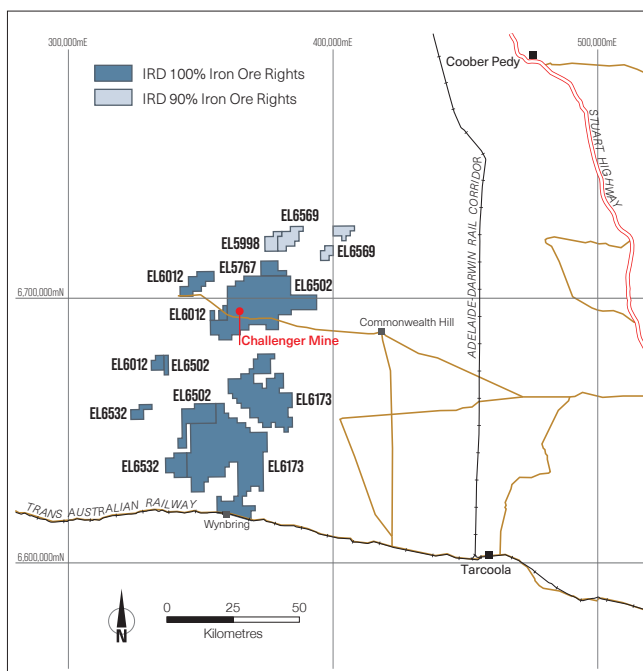 300,000mE
400,000mE
500,000mE
Coober Pedy
IRD 100% Iron Ore Rights
IRD 90% Iron Ore Rights
STUART HIGHWAY
ADELAIDE-DARWIN RAIL CORRIDOR
EL6569
EL5998
EL6569
EL5767
EL6012
EL6502
6,700,000mN
EL6012
Commonwealth Hill
Challenger Mine
EL6012
EL6502
EL6502
EL6173
EL6532
EL6532
EL6173
TRANS AUSTRALIAN RAILWAY
Wynbring
6,600,000mN
Tarcoola
N
0
25
50
Kilometres